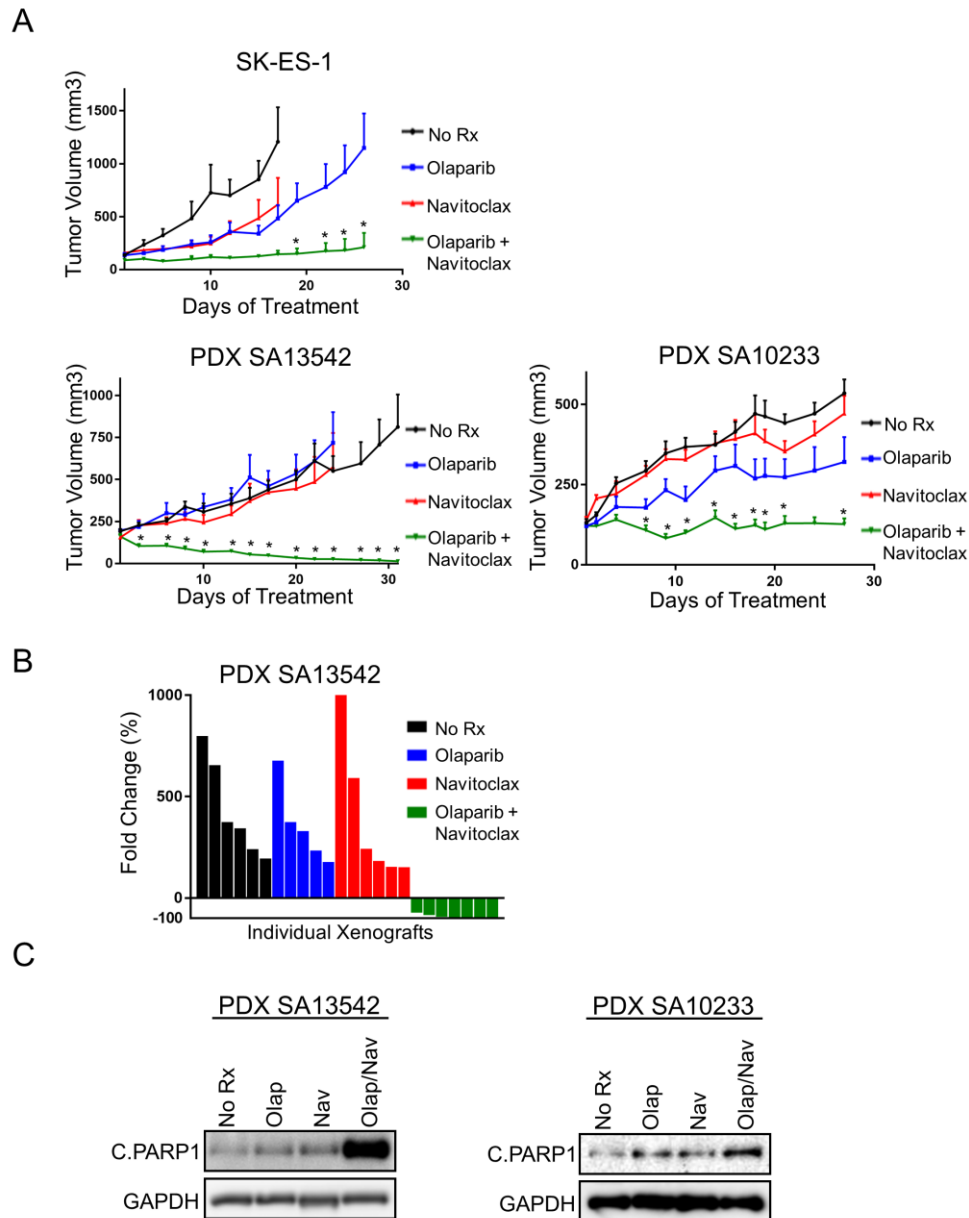 A
SK-ES-1
Tumor Volume (mm3)
1500
1000
500
0
10
20
30
Days of Treatment
No Rx
Olaparib
Navitoclax
Olaparib +
Navitoclax
* * * *
PDX SA13542
Tumor Volume (mm3)
1000
750
500
250
0
0
10
20
30
Days of Treatment
No Rx
Olaparib
Navitoclax
Olaparib +
Navitoclax
* * * * * * * * * * * * *
PDX SA10233
Tumor Volume (mm3)
500
250
0
10
20
30
Days of Treatment
No Rx
Olaparib
Navitoclax
Olaparib +
Navitoclax
* * * * * * * * *
B
PDX SA13542
Fold Change (%)
1000
500
0
-100
Individual Xenografts
No Rx
Olaparib
Navitoclax
Olaparib +
Navitoclax
C
PDX SA13542
No Rx
Olap
Nav
Olap/Nav
C.PARP1
GAPDH
PDX SA10233
No Rx
Olap
Nav
Olap/Nav
C.PARP1
GAPDH